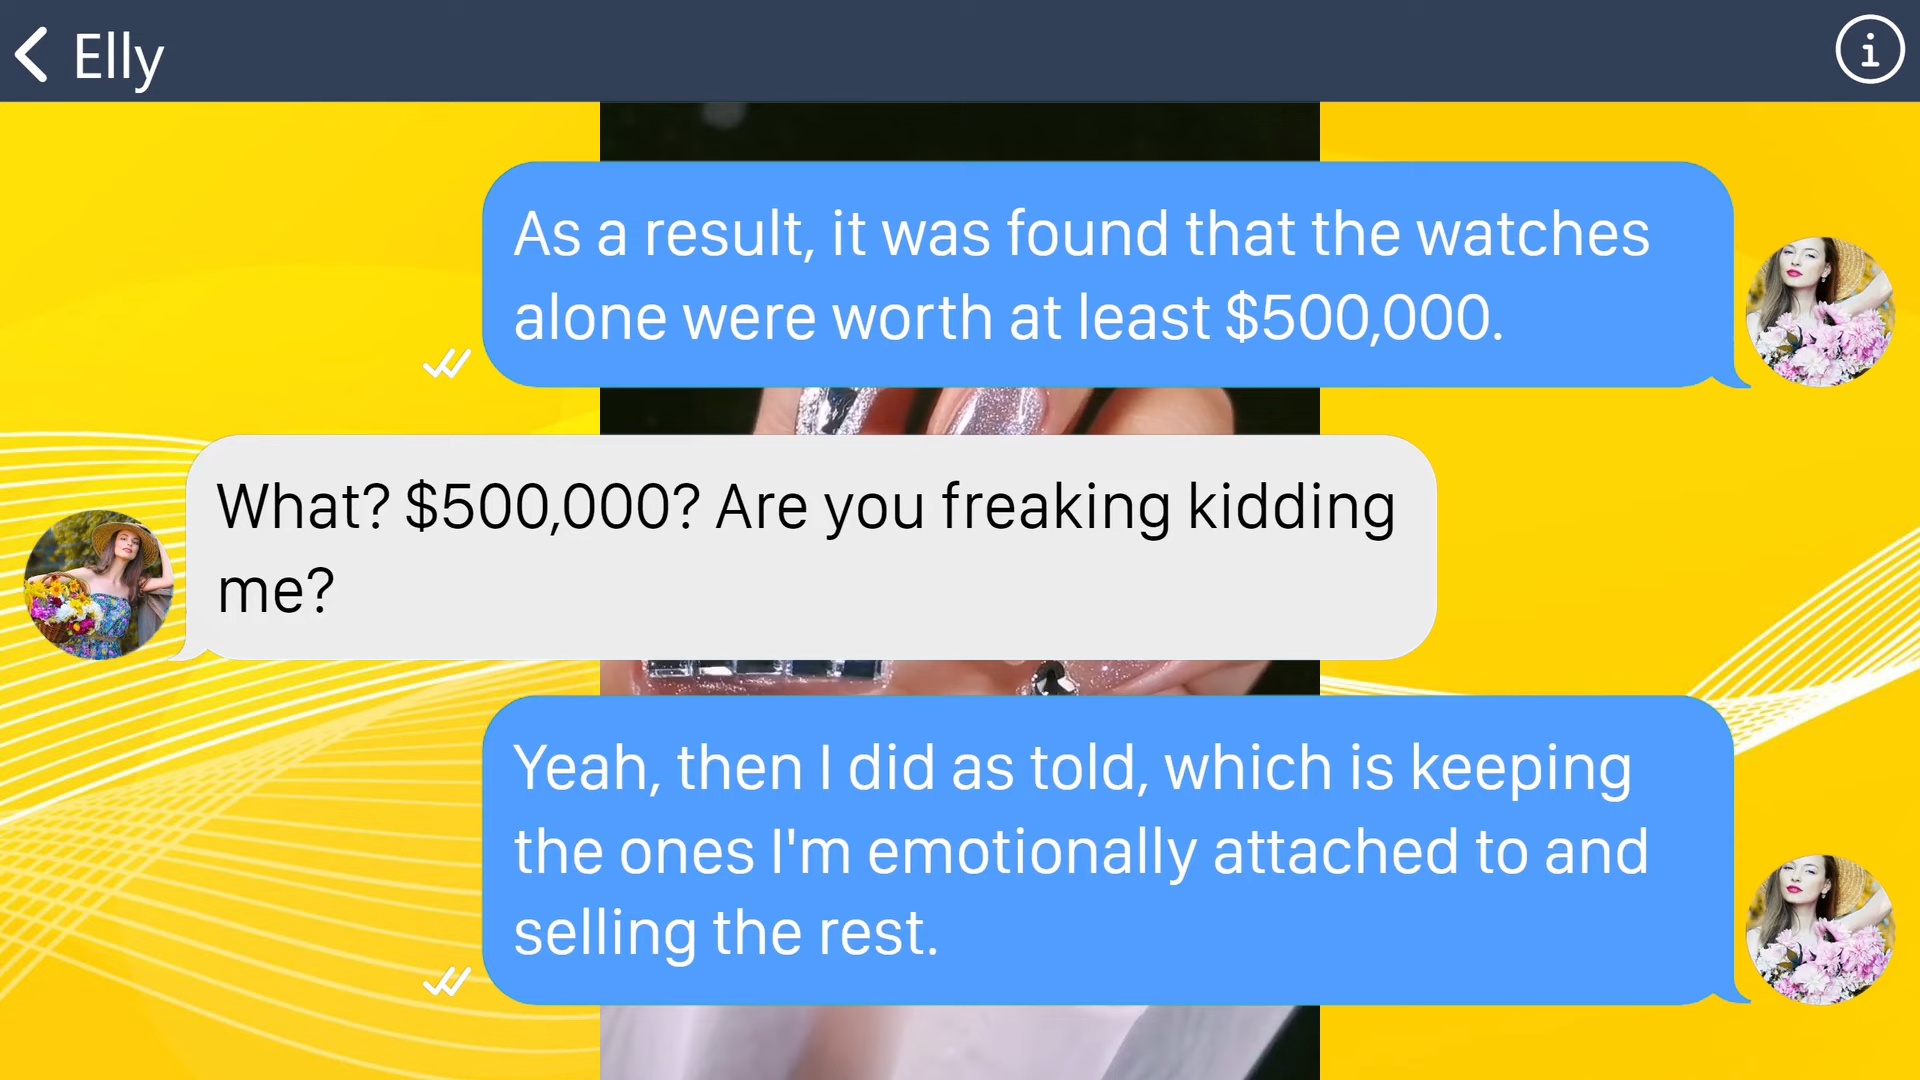 Elly
As a result, it was found that the watches
alone were worth at least $500,000.
What? $500,000? Are you freaking kidding
me?
Yeah, then I did as told, which is keeping
the ones I'm emotionally attached to and
selling the rest.